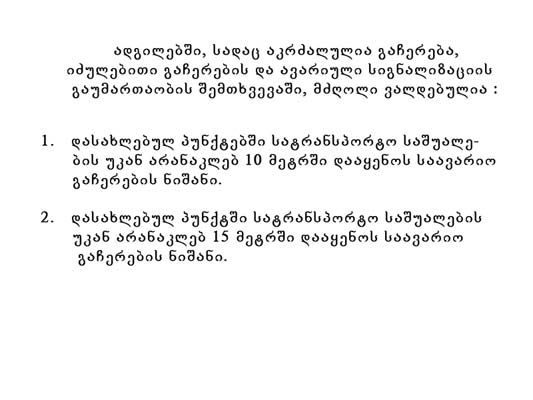 ადგილებში, სადაც აკრძალულია გაჩერება,
იძულებითი გაჩერების და ავარიული სიგნალიზაციის
გაუმართაობის შემთხვევაში, მძღოლი ვალდებულია :
1. დასახლებულ პუნქტებში სატრანსპორტო საშუალე-
ბის უკან არანაკლებ 10 მეტრში დააყენოს საავარიო
გაჩერების ნიშანი.
2. დასახლებულ პუნქტში სატრანსპორტო საშუალების
უკან არანაკლებ 15 მეტრში დააყენოს საავარიო
გაჩერების ნიშანი.